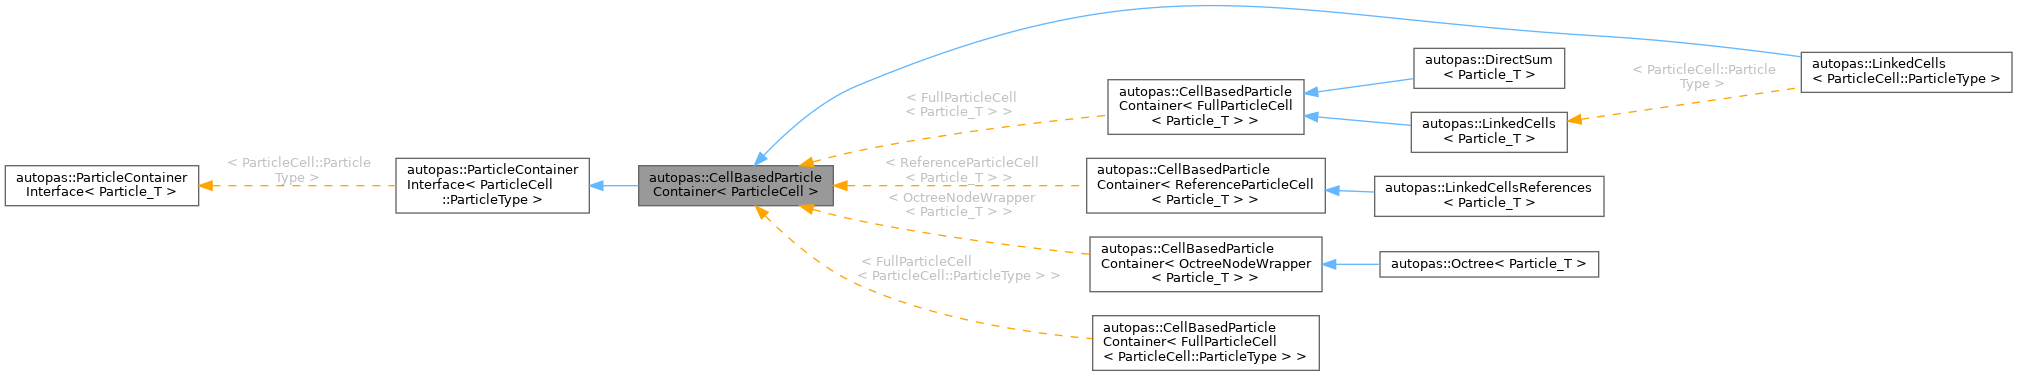 autopas::ParticleContainer
Interface< Particle_T >
< ParticleCell::Particle
Type >
autopas::ParticleContainer
Interface< ParticleCell
::ParticleType >
autopas::CellBasedParticle
Container< ParticleCell >
< FullParticleCell
< Particle_T > >
< ReferenceParticleCell
< Particle_T > >
< OctreeNodeWrapper
< Particle_T > >
< FullParticleCell
< ParticleCell::ParticleType > >
autopas::CellBasedParticle
Container< FullParticleCell
< Particle_T > >
autopas::CellBasedParticle
Container< ReferenceParticleCell
< Particle_T > >
autopas::CellBasedParticle
Container< OctreeNodeWrapper
< Particle_T > >
autopas::CellBasedParticle
Container< FullParticleCell
< ParticleCell::ParticleType > >
autopas::DirectSum
< Particle_T >
autopas::LinkedCells
< Particle_T >
autopas::LinkedCellsReferences
< Particle_T >
autopas::Octree< Particle_T >
< ParticleCell::Particle
Type >
autopas::LinkedCells
< ParticleCell::ParticleType >